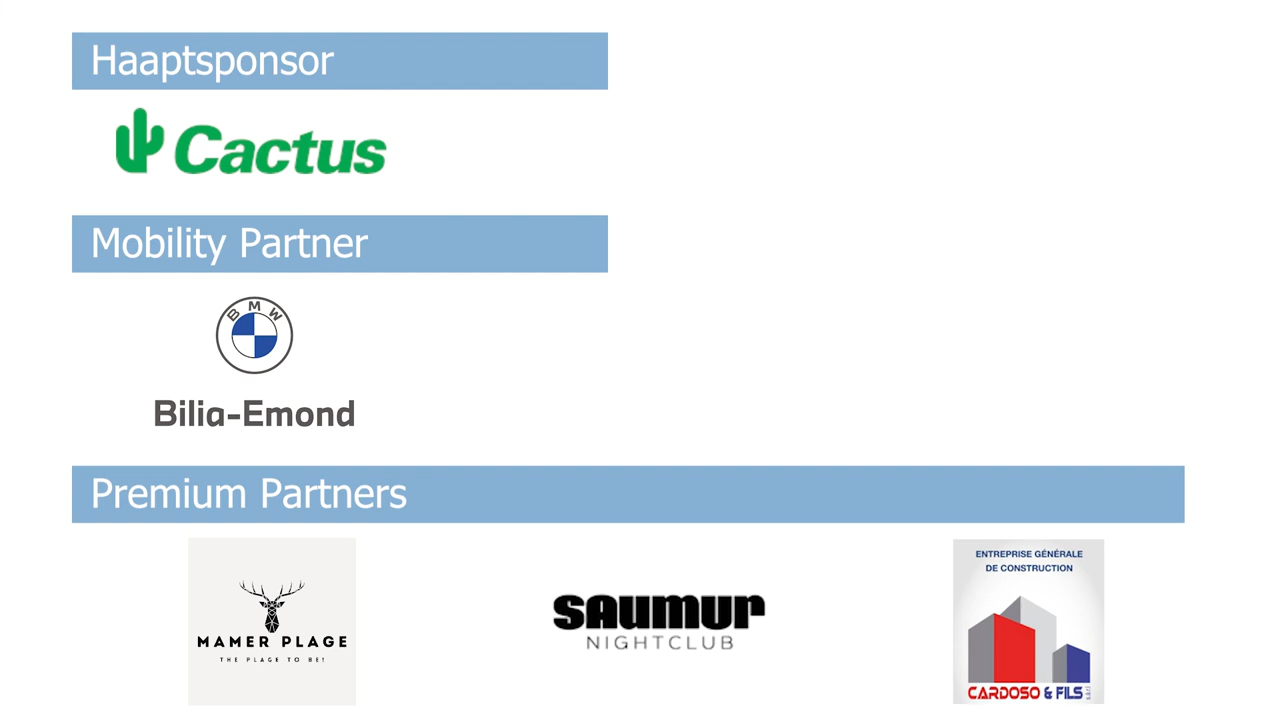 Haaptsponsor
Cactus
Mobility Partner
BMW
Bilia-Emond
Premium Partners
MAMER PLAGE
THE PLAGE TO BE!
SAUMUR
NIGHTCLUB
ENTREPRISE GÉNÉRALE
DE CONSTRUCTION
CARDOSO & FILS